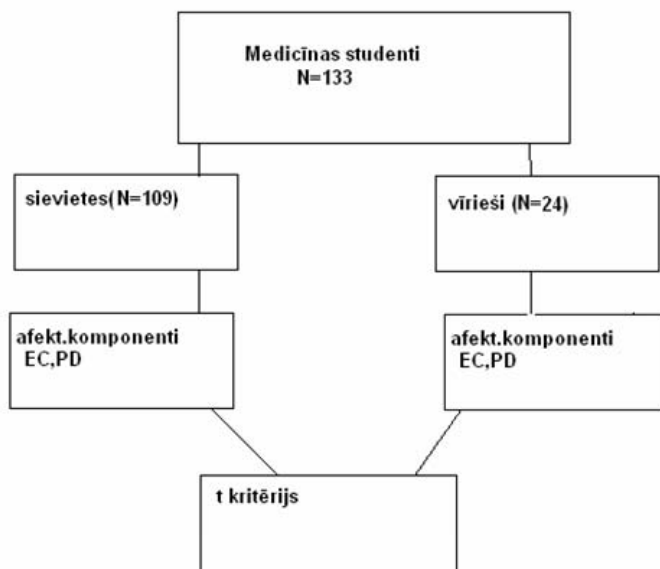 Medicīnas studenti
N=133
sievietes(N=109)
vīrieši (N=24)
afekt.komponenti
EC,PD
afekt.komponenti
EC,PD
t kritērijs